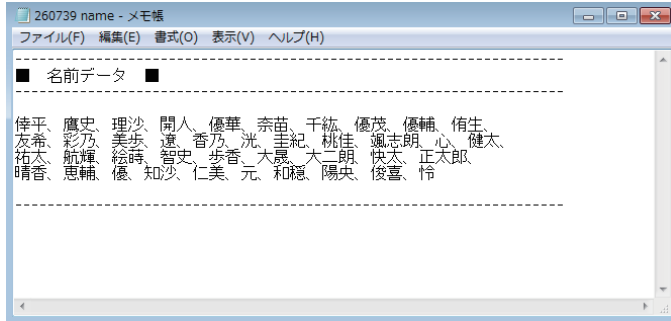 260739 name - メモ帳
ファイル(F) 編集(E) 書式(O) 表示(V) ヘルプ(H)
---------------------------------------------------------------------
■ 名前データ ■
---------------------------------------------------------------------
倖平、鷹史、理沙、開人、優華、奈苗、千紘、優茂、優輔、侑生、
友希、彩乃、美歩、遼、香乃、洸、圭紀、桃佳、颯志朗、心、健太、
祐太、航輝、絵蒔、智史、歩香、大晟、大二朗、快太、正太郎、
晴香、恵輔、優、知沙、仁美、元、和穏、陽央、俊喜、怜
---------------------------------------------------------------------